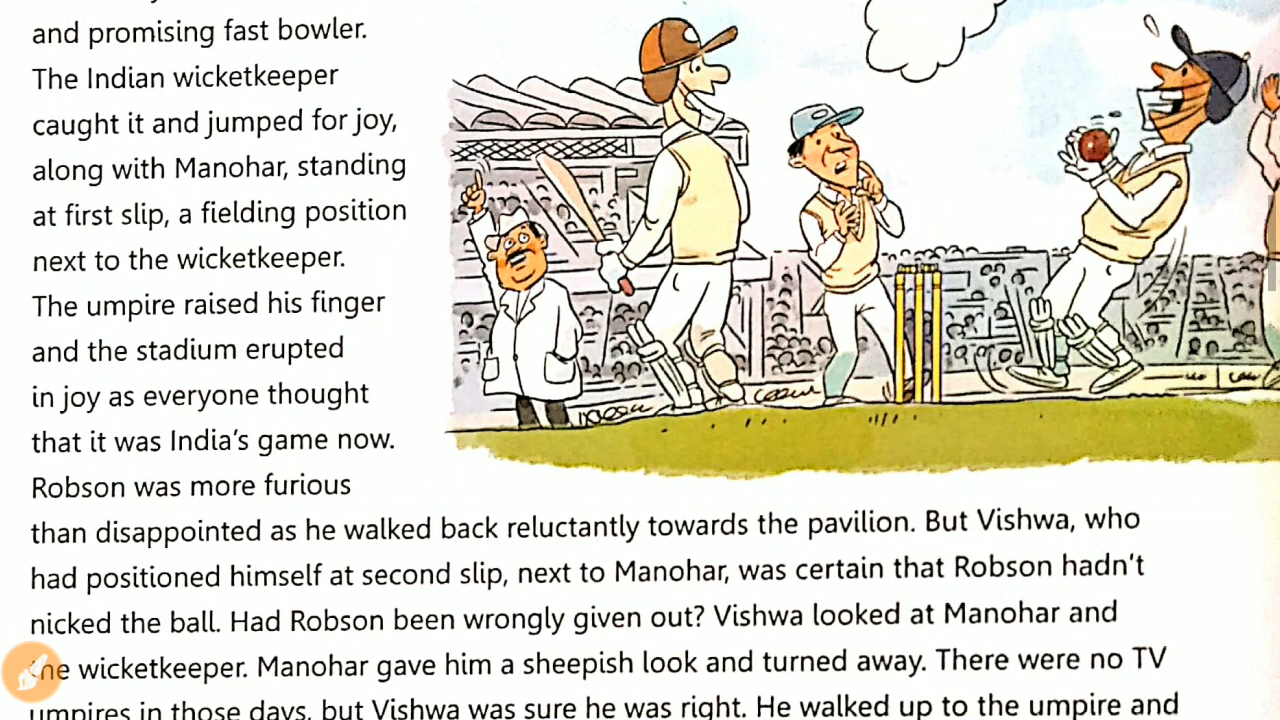 and promising fast bowler.
The Indian wicketkeeper
caught it and jumped for joy,
along with Manohar, standing
at first slip, a fielding position
next to the wicketkeeper.
The umpire raised his finger
and the stadium erupted
in joy as everyone thought
that it was India's game now.
Robson was more furious
than disappointed as he walked back reluctantly towards the pavilion. But Vishwa, who
had positioned himself at second slip, next to Manohar, was certain that Robson hadn't
nicked the ball. Had Robson been wrongly given out? Vishwa looked at Manohar and
the wicketkeeper. Manohar gave him a sheepish look and turned away. There were no TV
umpires in those days, but Vishwa was sure he was right. He walked up to the umpire and